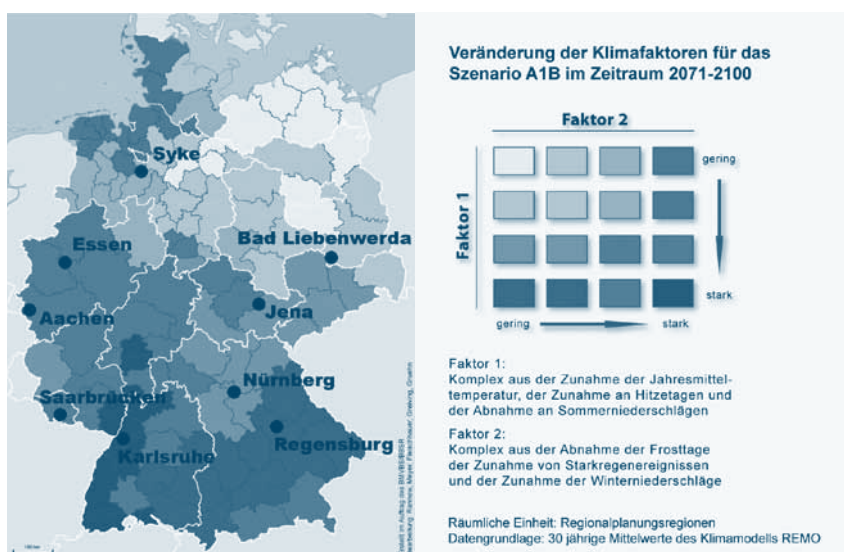 Syke
Essen
Bad Liebenwerda
Aachen
Jena
Nürnberg
Saarbrücken
Regensburg
Karlsruhe
Veränderung der Klimafaktoren für das
Szenario A1B im Zeitraum 2071-2100
Faktor 2
Faktor 1
gering
stark
gering
stark
Faktor 1:
Komplex aus der Zunahme der Jahresmittel-
temperatur, der Zunahme an Hitzetagen und
der Abnahme an Sommerniederschlägen
Faktor 2:
Komplex aus der Abnahme der Frosttage
der Zunahme von Starkregenereignissen
und der Zunahme der Winterniederschläge
Räumliche Einheit: Regionalplanungsregionen
Datengrundlage: 30 jährige Mittelwerte des Klimamodells REMO